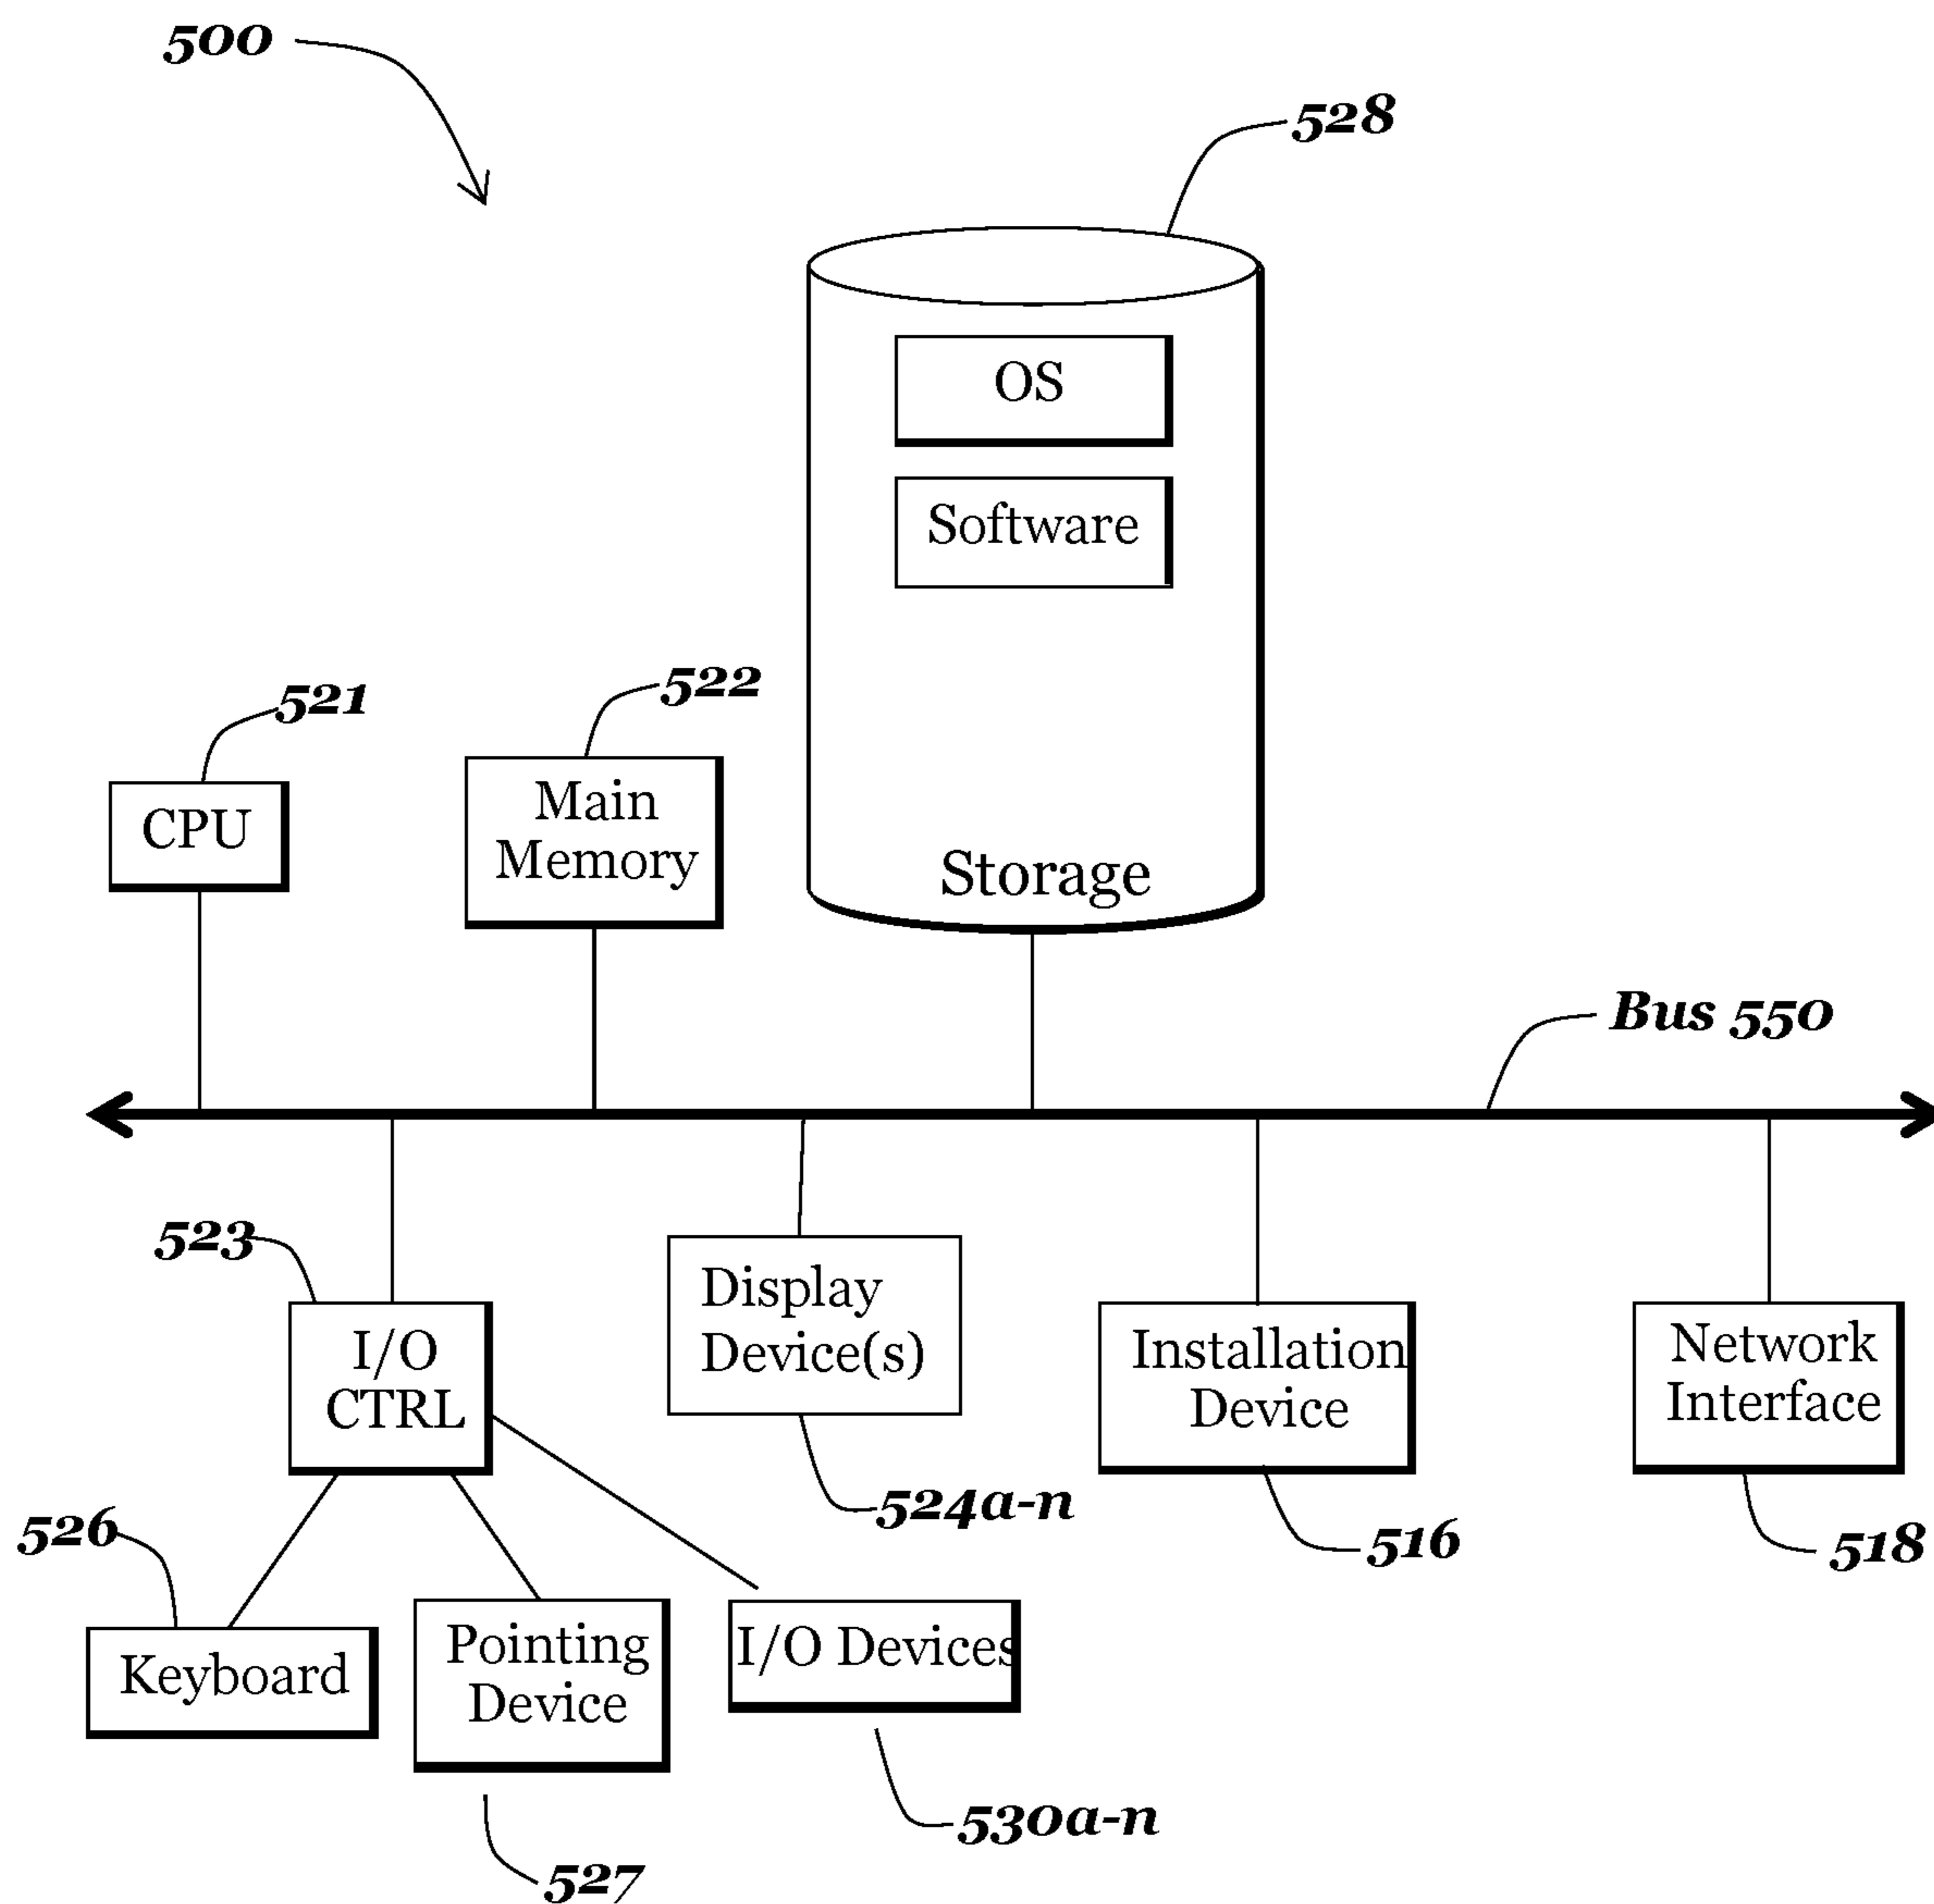 500
528
OS
Software
521
522
CPU
Main
Memory
Storage
Bus 550
523
I/O
CTRL
Display
Device(s)
Installation
Device
Network
Interface
524a-n
526
516
518
Keyboard
Pointing
Device
I/O Devices
530a-n
527